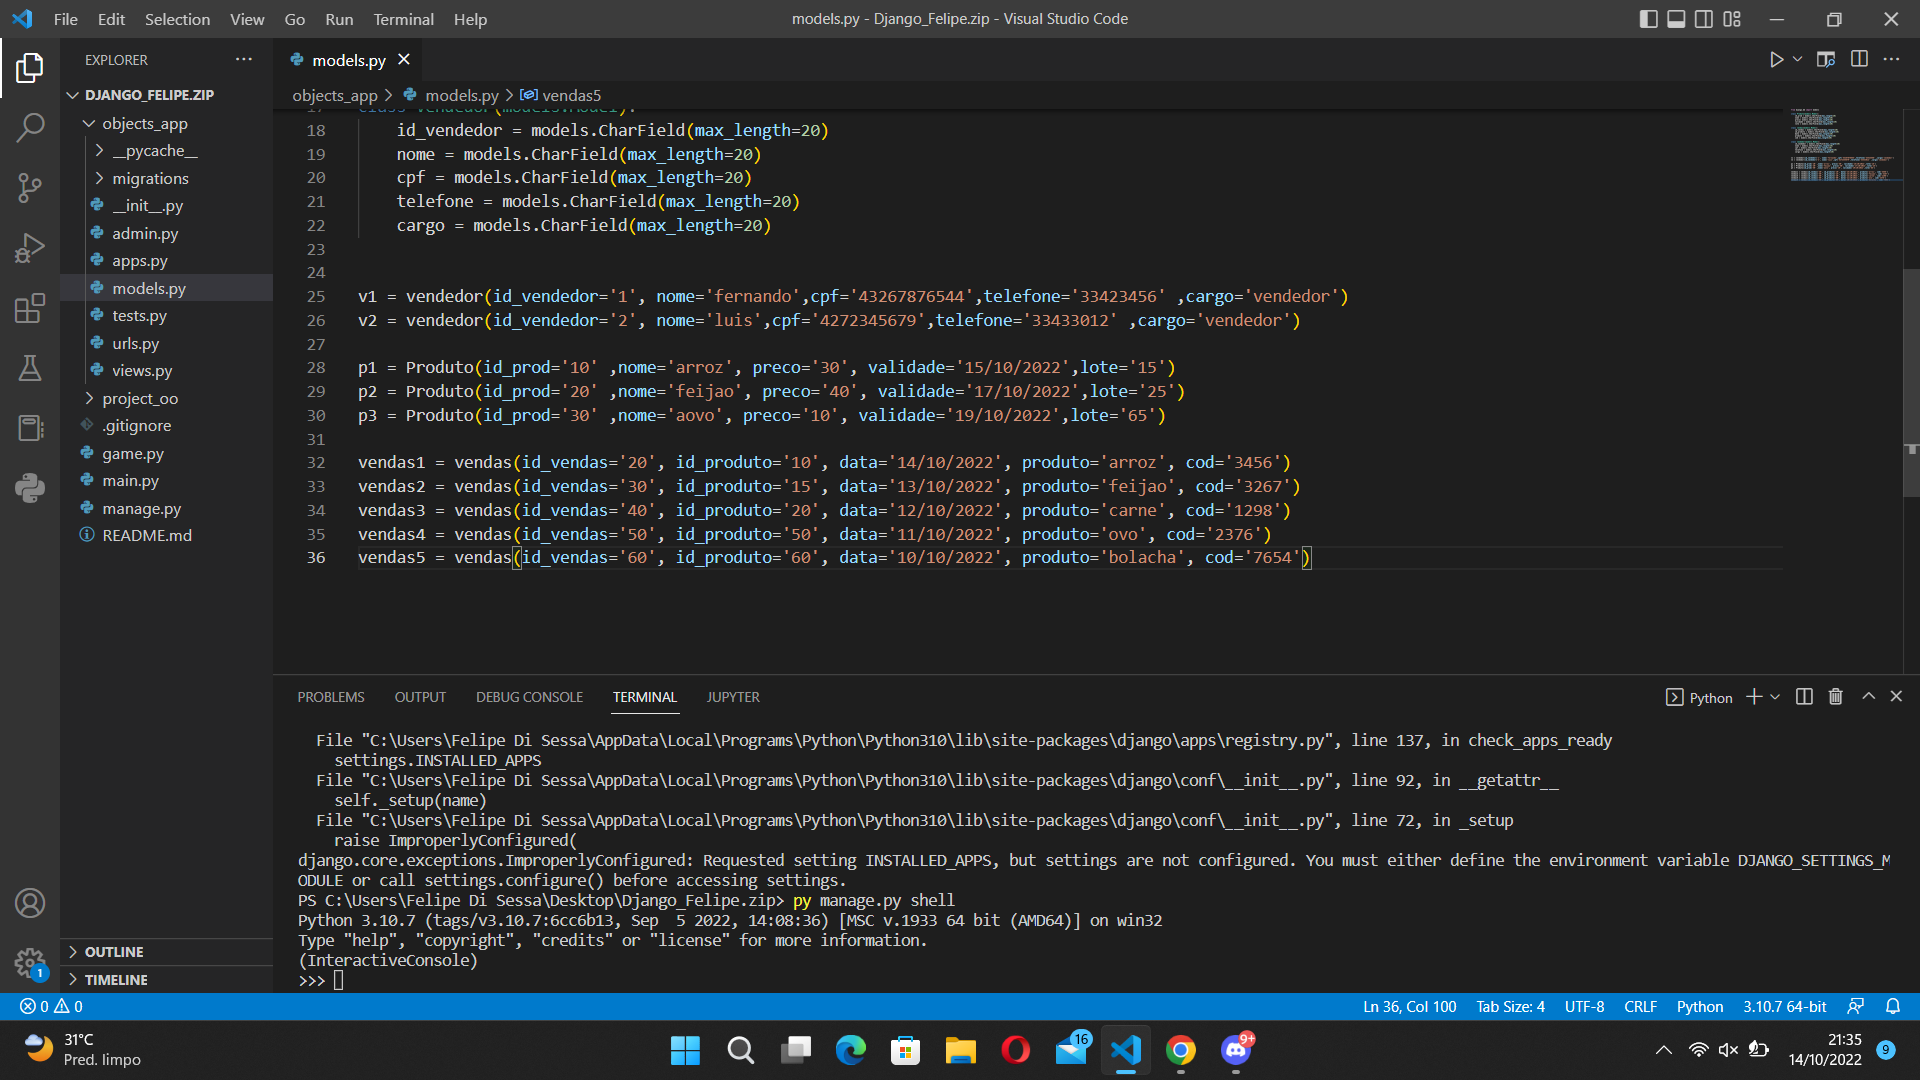 File Edit Selection View Go Run Terminal Help
models.py - Django_Felipe.zip - Visual Studio Code
EXPLORER
DJANGO_FELIPE.ZIP
objects_app
__pycache__
migrations
__init__.py
admin.py
apps.py
models.py
tests.py
urls.py
views.py
project_oo
.gitignore
game.py
main.py
manage.py
README.md
OUTLINE
TIMELINE
models.py
objects_app > models.py > vendas5
17 class vendedor(models.Model):
18 id_vendedor = models.CharField(max_length=20)
19 nome = models.CharField(max_length=20)
20 cpf = models.CharField(max_length=20)
21 telefone = models.CharField(max_length=20)
22 cargo = models.CharField(max_length=20)
23
24
25 v1 = vendedor(id_vendedor='1', nome='fernando',cpf='43267876544',telefone='33423456' ,cargo='vendedor')
26 v2 = vendedor(id_vendedor='2', nome='luis',cpf='4272345679',telefone='33433012' ,cargo='vendedor')
27
28 p1 = Produto(id_prod='10' ,nome='arroz', preco='30', validade='15/10/2022',lote='15')
29 p2 = Produto(id_prod='20' ,nome='feijao', preco='40', validade='17/10/2022',lote='25')
30 p3 = Produto(id_prod='30' ,nome='aovo', preco='10', validade='19/10/2022',lote='65')
31
32 vendas1 = vendas(id_vendas='20', id_produto='10', data='14/10/2022', produto='arroz', cod='3456')
33 vendas2 = vendas(id_vendas='30', id_produto='15', data='13/10/2022', produto='feijao', cod='3267')
34 vendas3 = vendas(id_vendas='40', id_produto='20', data='12/10/2022', produto='carne', cod='1298')
35 vendas4 = vendas(id_vendas='50', id_produto='50', data='11/10/2022', produto='ovo', cod='2376')
36 vendas5 = vendas(id_vendas='60', id_produto='60', data='10/10/2022', produto='bolacha', cod='7654')
PROBLEMS OUTPUT DEBUG CONSOLE TERMINAL JUPYTER
Python
File "C:\Users\Felipe Di Sessa\AppData\Local\Programs\Python\Python310\lib\site-packages\django\apps\registry.py", line 137, in check_apps_ready
settings.INSTALLED_APPS
File "C:\Users\Felipe Di Sessa\AppData\Local\Programs\Python\Python310\lib\site-packages\django\conf\__init__.py", line 92, in __getattr__
self._setup(name)
File "C:\Users\Felipe Di Sessa\AppData\Local\Programs\Python\Python310\lib\site-packages\django\conf\__init__.py", line 72, in _setup
raise ImproperlyConfigured(
django.core.exceptions.ImproperlyConfigured: Requested setting INSTALLED_APPS, but settings are not configured. You must either define the environment variable DJANGO_SETTINGS_M
ODULE or call settings.configure() before accessing settings.
PS C:\Users\Felipe Di Sessa\Desktop\Django_Felipe.zip> py manage.py shell
Python 3.10.7 (tags/v3.10.7:6cc6b13, Sep  5 2022, 14:08:36) [MSC v.1933 64 bit (AMD64)] on win32
Type "help", "copyright", "credits" or "license" for more information.
(InteractiveConsole)
>>>
1
0 0
Ln 36, Col 100 Tab Size: 4 UTF-8 CRLF Python 3.10.7 64-bit
31°C
Pred. limpo
16
9+
21:35
14/10/2022
9